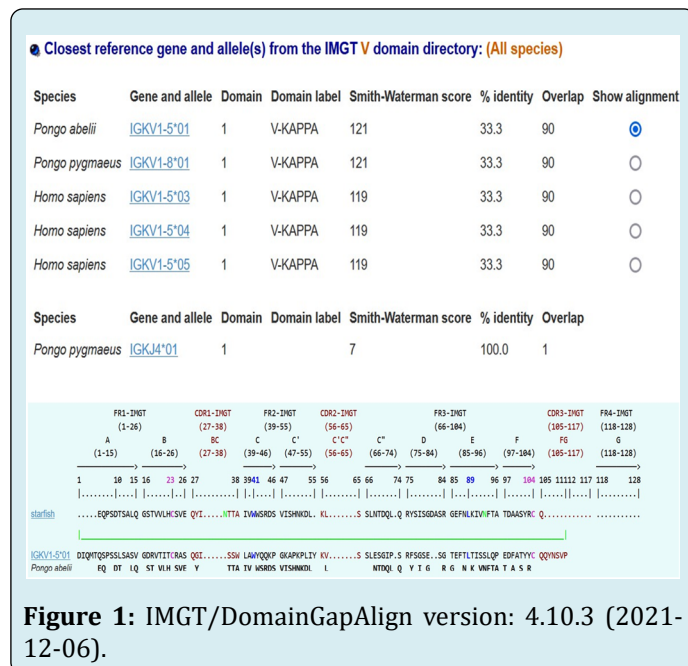 Closest reference gene and allele(s) from the IMGT V domain directory: (All species)
Species Gene and allele Domain Domain label Smith-Waterman score % identity Overlap Show alignment
Pongo abelii IGKV1-5*01 1 V-KAPPA 121 33.3 90
Pongo pygmaeus IGKV1-8*01 1 V-KAPPA 121 33.3 90
Homo sapiens IGKV1-5*03 1 V-KAPPA 119 33.3 90
Homo sapiens IGKV1-5*04 1 V-KAPPA 119 33.3 90
Homo sapiens IGKV1-5*05 1 V-KAPPA 119 33.3 90
Species Gene and allele Domain Domain label Smith-Waterman score % identity Overlap
Pongo pygmaeus IGKJ4*01 1 7 100.0 1
FR1-IMGT CDR1-IMGT FR2-IMGT CDR2-IMGT FR3-IMGT CDR3-IMGT FR4-IMGT
(1-26) (27-38) (39-55) (56-65) (66-104) (105-117) (118-128)
A B BC C C' C'C" C" D E F FG G
(1-15) (16-26) (27-38) (39-46) (47-55) (56-65) (66-74) (75-84) (85-96) (97-104) (105-117) (118-128)
1 10 15 16 23 26 27 38 39 41 46 47 55 56 65 66 74 75 84 85 89 96 97 104 105 111 112 117 118 128
|........|....| |......|..| |..........| |.|....| |.......| |........| |.......| |........| |...|......| |......| |.....||....| |.........|
starfish .....EQPSDTSALQ GSTVVLHCSVE QYI.....NTTA IVWWSRDS VISHNKDL. KL.......S SLNTDQL.Q RYSISGDASR GEFNLKIVNFTA TDAASYRC Q............ ...........
IGKV1-5*01 DIQMTQSPSSLSASV GDRVTITCRAS QGI......SSW LAWYQQKP GKAPKPLIY KV.......S SLESGIP.S RFSGSE..SG TEFTLTISSLQP EDFATYYC QQYNSVP
Pongo abelii EQ DT LQ ST VLH SVE Y TTA IV WSRDS VISHNKDL L NTDQL Q Y I G R G N K VNFTA T A S R
Figure 1: IMGT/DomainGapAlign version: 4.10.3 (2021-
12-06).